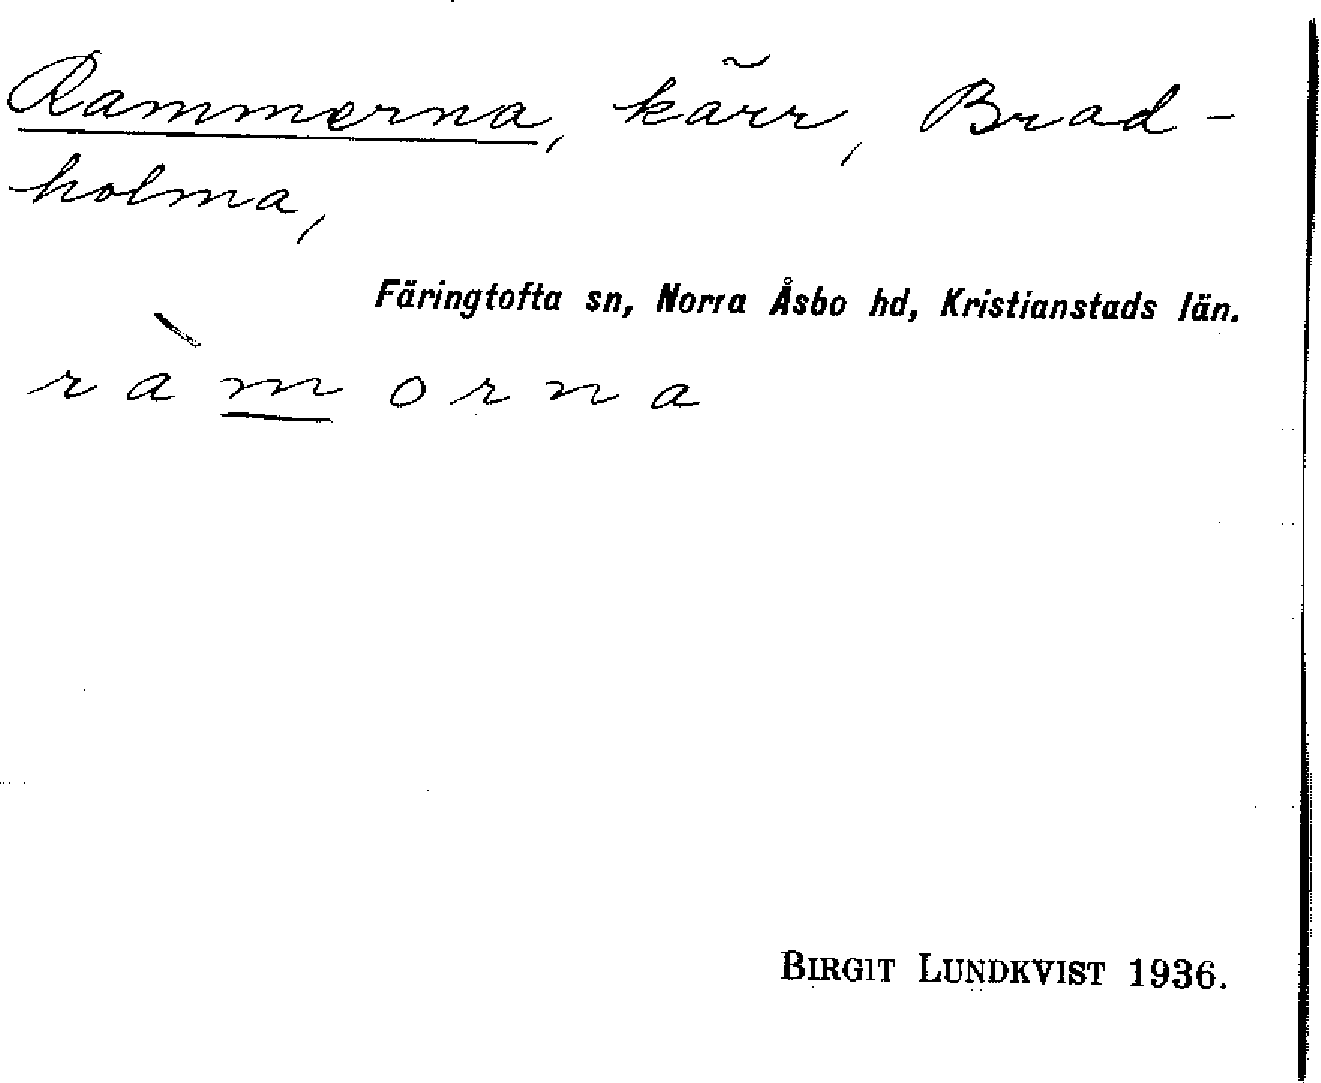 Rammerna, kärr, Brad-
holma,
Färingtofta sn, Norra Åsbo hd, Kristianstads län.
ràmorna
BIRGIT LUNDKVIST 1936.